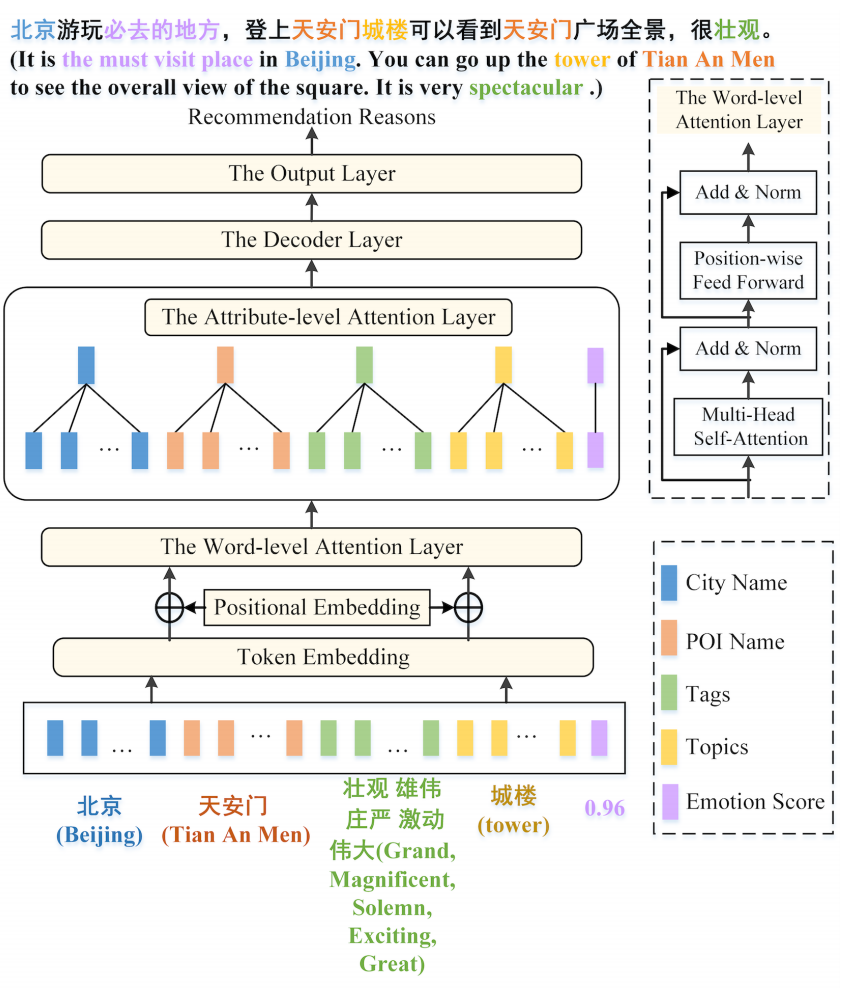 北京游玩必去的地方，登上天安门城楼可以看到天安门广场全景，很壮观。
(It is the must visit place in Beijing. You can go up the tower of Tian An Men
to see the overall view of the square. It is very spectacular .)
Recommendation Reasons
The Output Layer
The Decoder Layer
The Attribute-level Attention Layer
...
...
...
...
The Word-level Attention Layer
Positional Embedding
Token Embedding
...
...
...
...
北京
(Beijing)
天安门
(Tian An Men)
壮观 雄伟
庄严 激动
伟大(Grand,
Magnificent,
Solemn,
Exciting,
Great)
城楼
(tower)
0.96
The Word-level
Attention Layer
Add & Norm
Position-wise
Feed Forward
Add & Norm
Multi-Head
Self-Attention
City Name
POI Name
Tags
Topics
Emotion Score